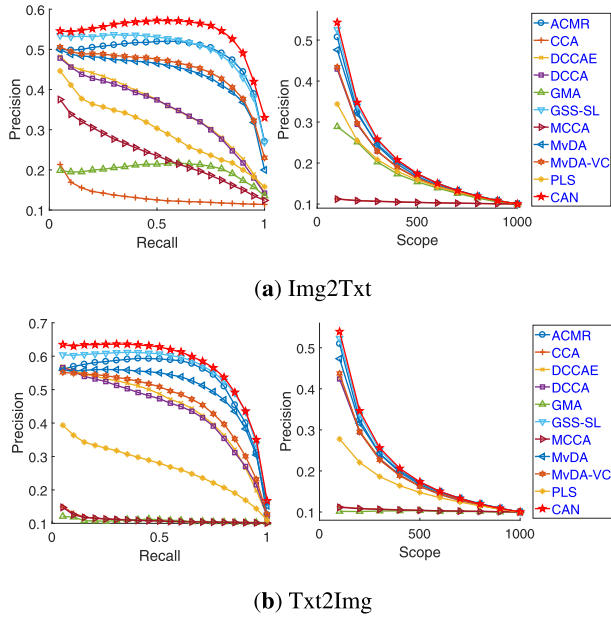 0.6
0.5
0.4
0.3
0.2
0.1
Precision
0
0.5
1
Recall
0.5
0.4
0.3
0.2
0.1
Precision
0
500
1000
Scope
ACMR
CCA
DCCAE
DCCA
GMA
GSS-SL
MCCA
MvDA
MvDA-VC
PLS
CAN
(a) Img2Txt
0.7
0.6
0.5
0.4
0.3
0.2
0.1
Precision
0
0.5
1
Recall
0.5
0.4
0.3
0.2
0.1
Precision
0
500
1000
Scope
ACMR
CCA
DCCAE
DCCA
GMA
GSS-SL
MCCA
MvDA
MvDA-VC
PLS
CAN
(b) Txt2Img